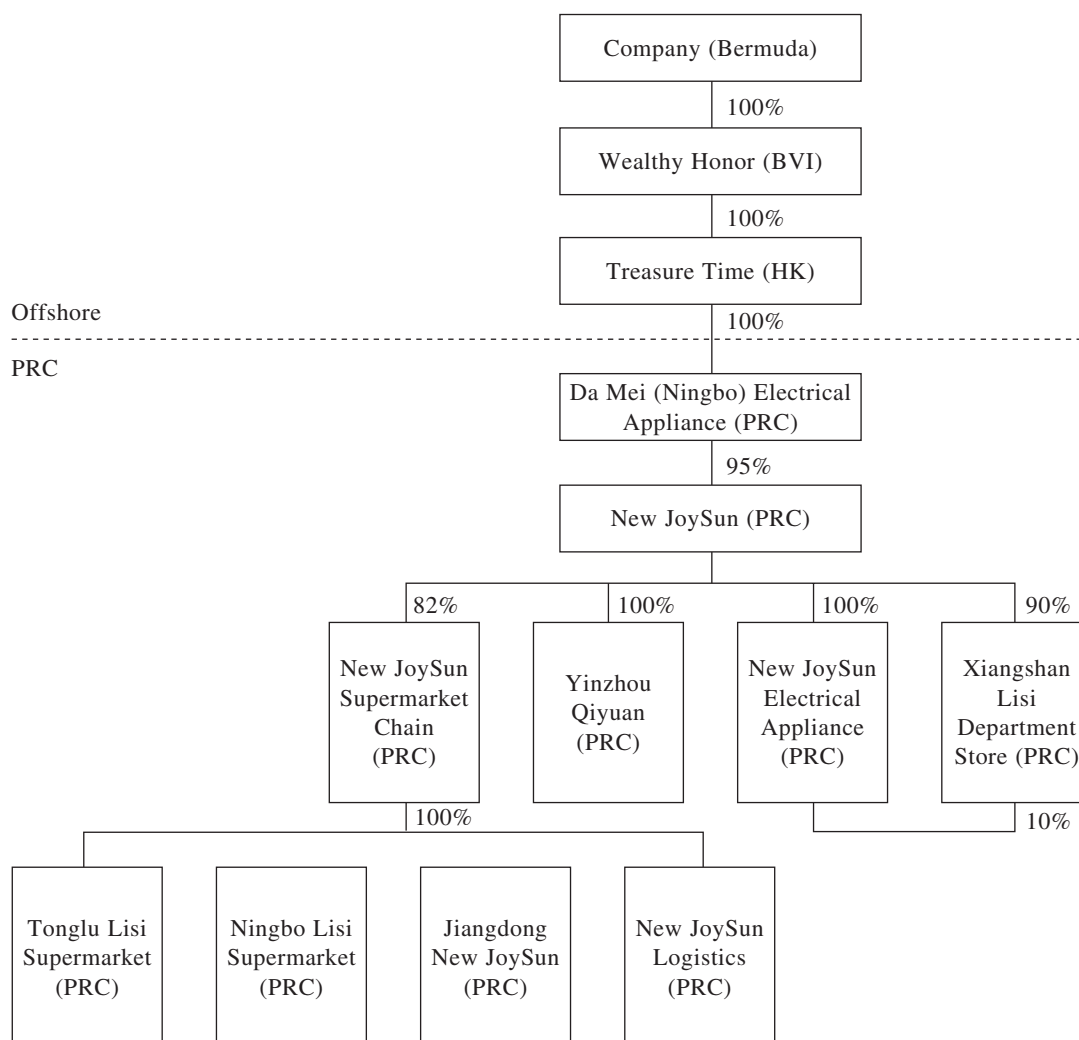 Company (Bermuda)
100%
Wealthy Honor (BVI)
100%
Treasure Time (HK)
Offshore
100%
PRC
Da Mei (Ningbo) Electrical
Appliance (PRC)
95%
New JoySun (PRC)
82%
100%
100%
90%
New JoySun
Supermarket
Chain
(PRC)
Yinzhou
Qiyuan
(PRC)
New JoySun
Electrical
Appliance
(PRC)
Xiangshan
Lisi
Department
Store (PRC)
100%
10%
Tonglu Lisi
Supermarket
(PRC)
Ningbo Lisi
Supermarket
(PRC)
Jiangdong
New JoySun
(PRC)
New JoySun
Logistics
(PRC)